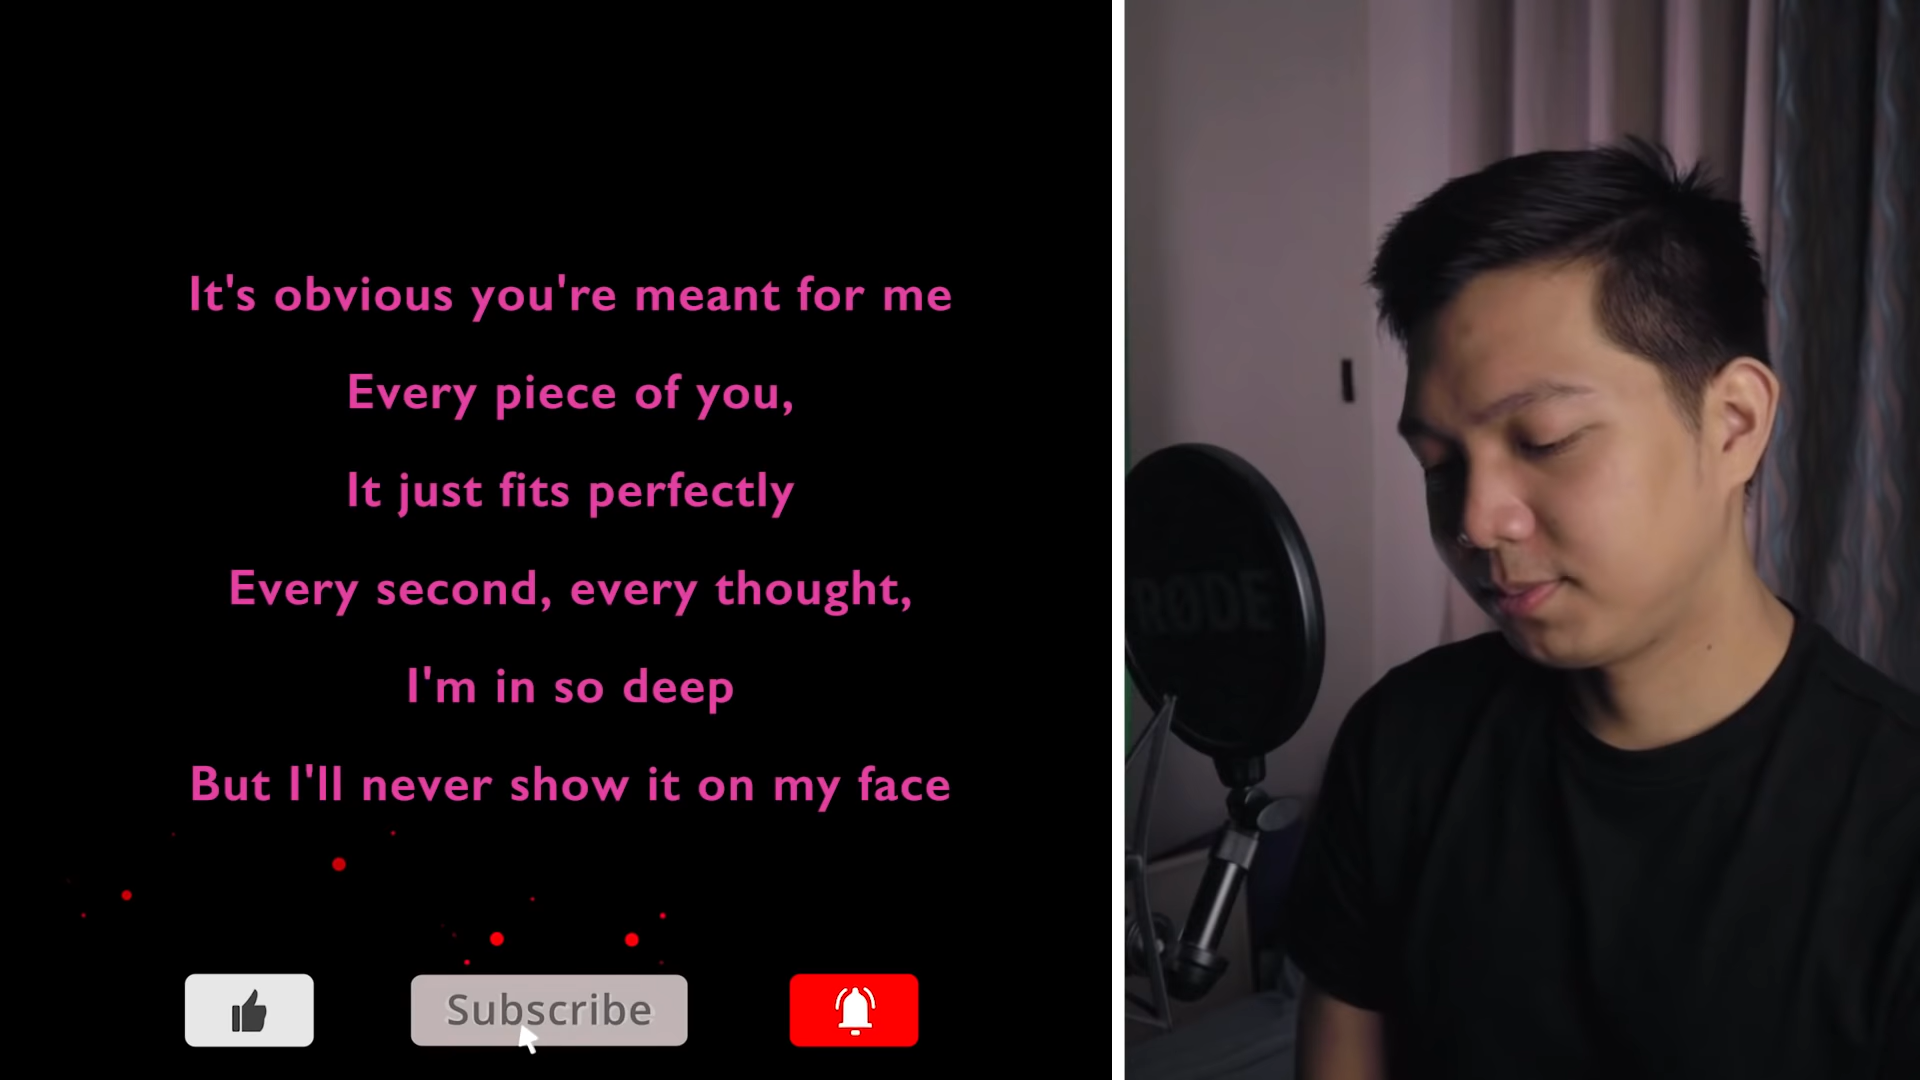 It's obvious you're meant for me
Every piece of you,
It just fits perfectly
Every second, every thought,
I'm in so deep
But I'll never show it on my face
Subscribe
RØDE